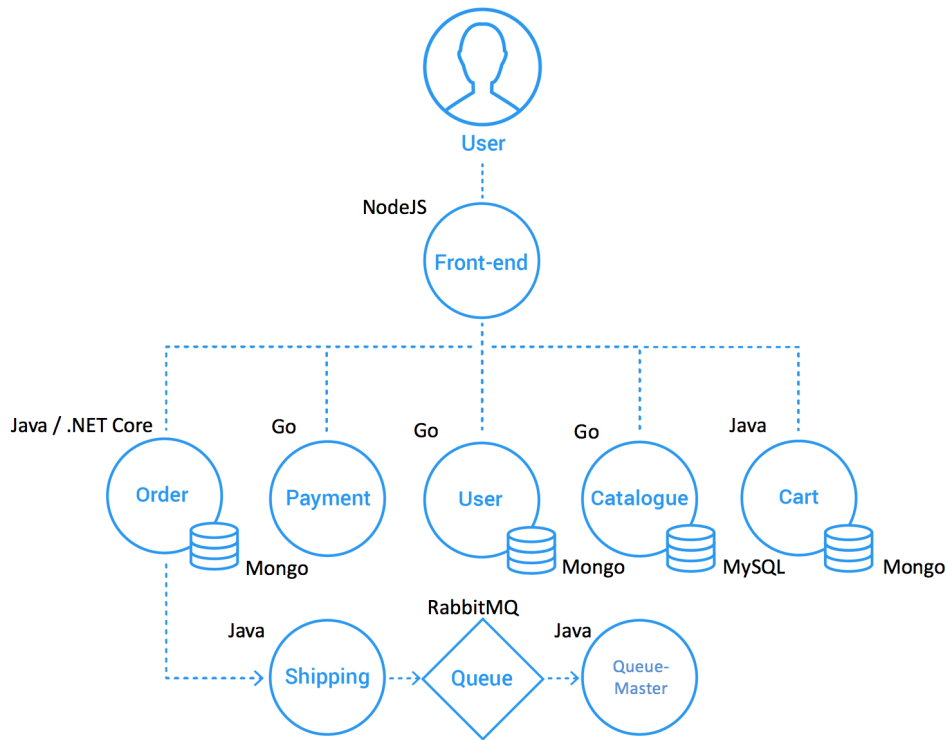 User
NodeJS
Front-end
Java / .NET Core
Go
Go
Go
Java
Order
Payment
User
Catalogue
Cart
Mongo
Mongo
MySQL
Mongo
Java
RabbitMQ
Java
Shipping
Queue
Queue-
Master